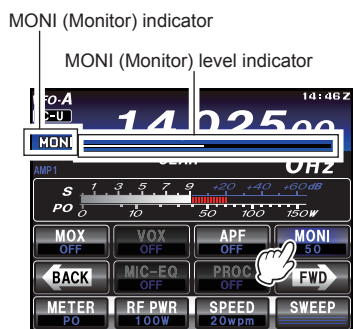 MONI (Monitor) indicator
MONI (Monitor) level indicator
FO-A 14:46Z
C-U 14,025,00
MONI
AMP1 0Hz
S 1 3 5 7 9 +20 +40 +60dB
PO 0 10 50 100 150W
MOX VOX APF MONI
OFF OFF OFF 50
BACK MIC-EQ PROC FWD
OFF OFF
METER RF PWR SPEED SWEEP
PO 100W 20wpm